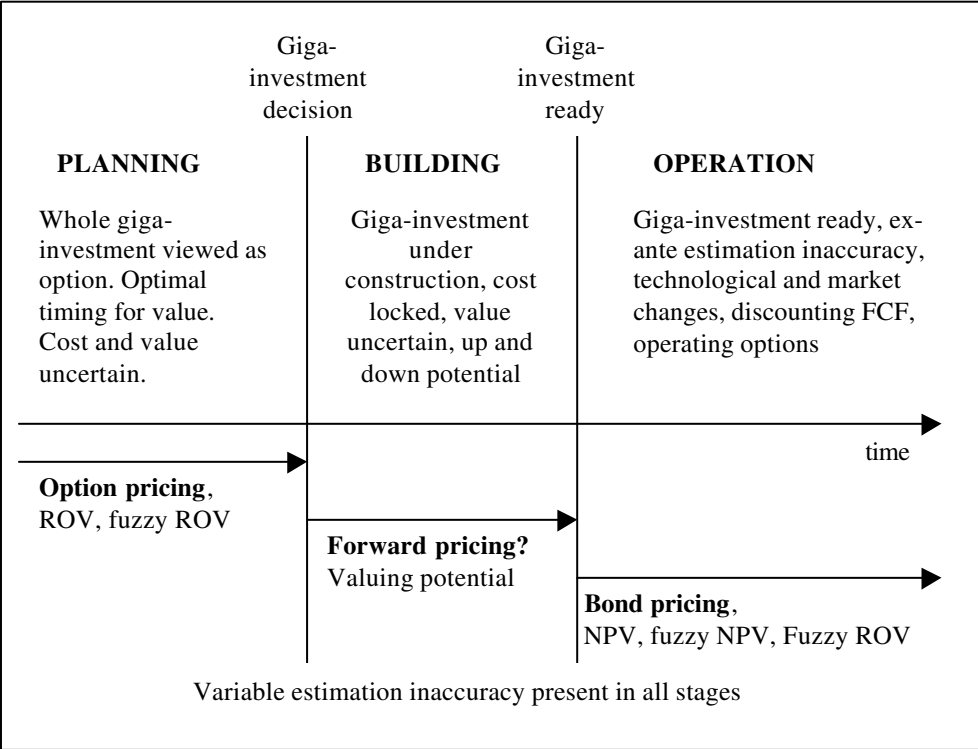 Giga-
investment
decision
Giga-
investment
ready
PLANNING
Whole giga-
investment viewed as
option. Optimal
timing for value.
Cost and value
uncertain.
BUILDING
Giga-investment
under
construction, cost
locked, value
uncertain, up and
down potential
OPERATION
Giga-investment ready, ex-
ante estimation inaccuracy,
technological and market
changes, discounting FCF,
operating options
time
Option pricing,
ROV, fuzzy ROV
Forward pricing?
Valuing potential
Bond pricing,
NPV, fuzzy NPV, Fuzzy ROV
Variable estimation inaccuracy present in all stages